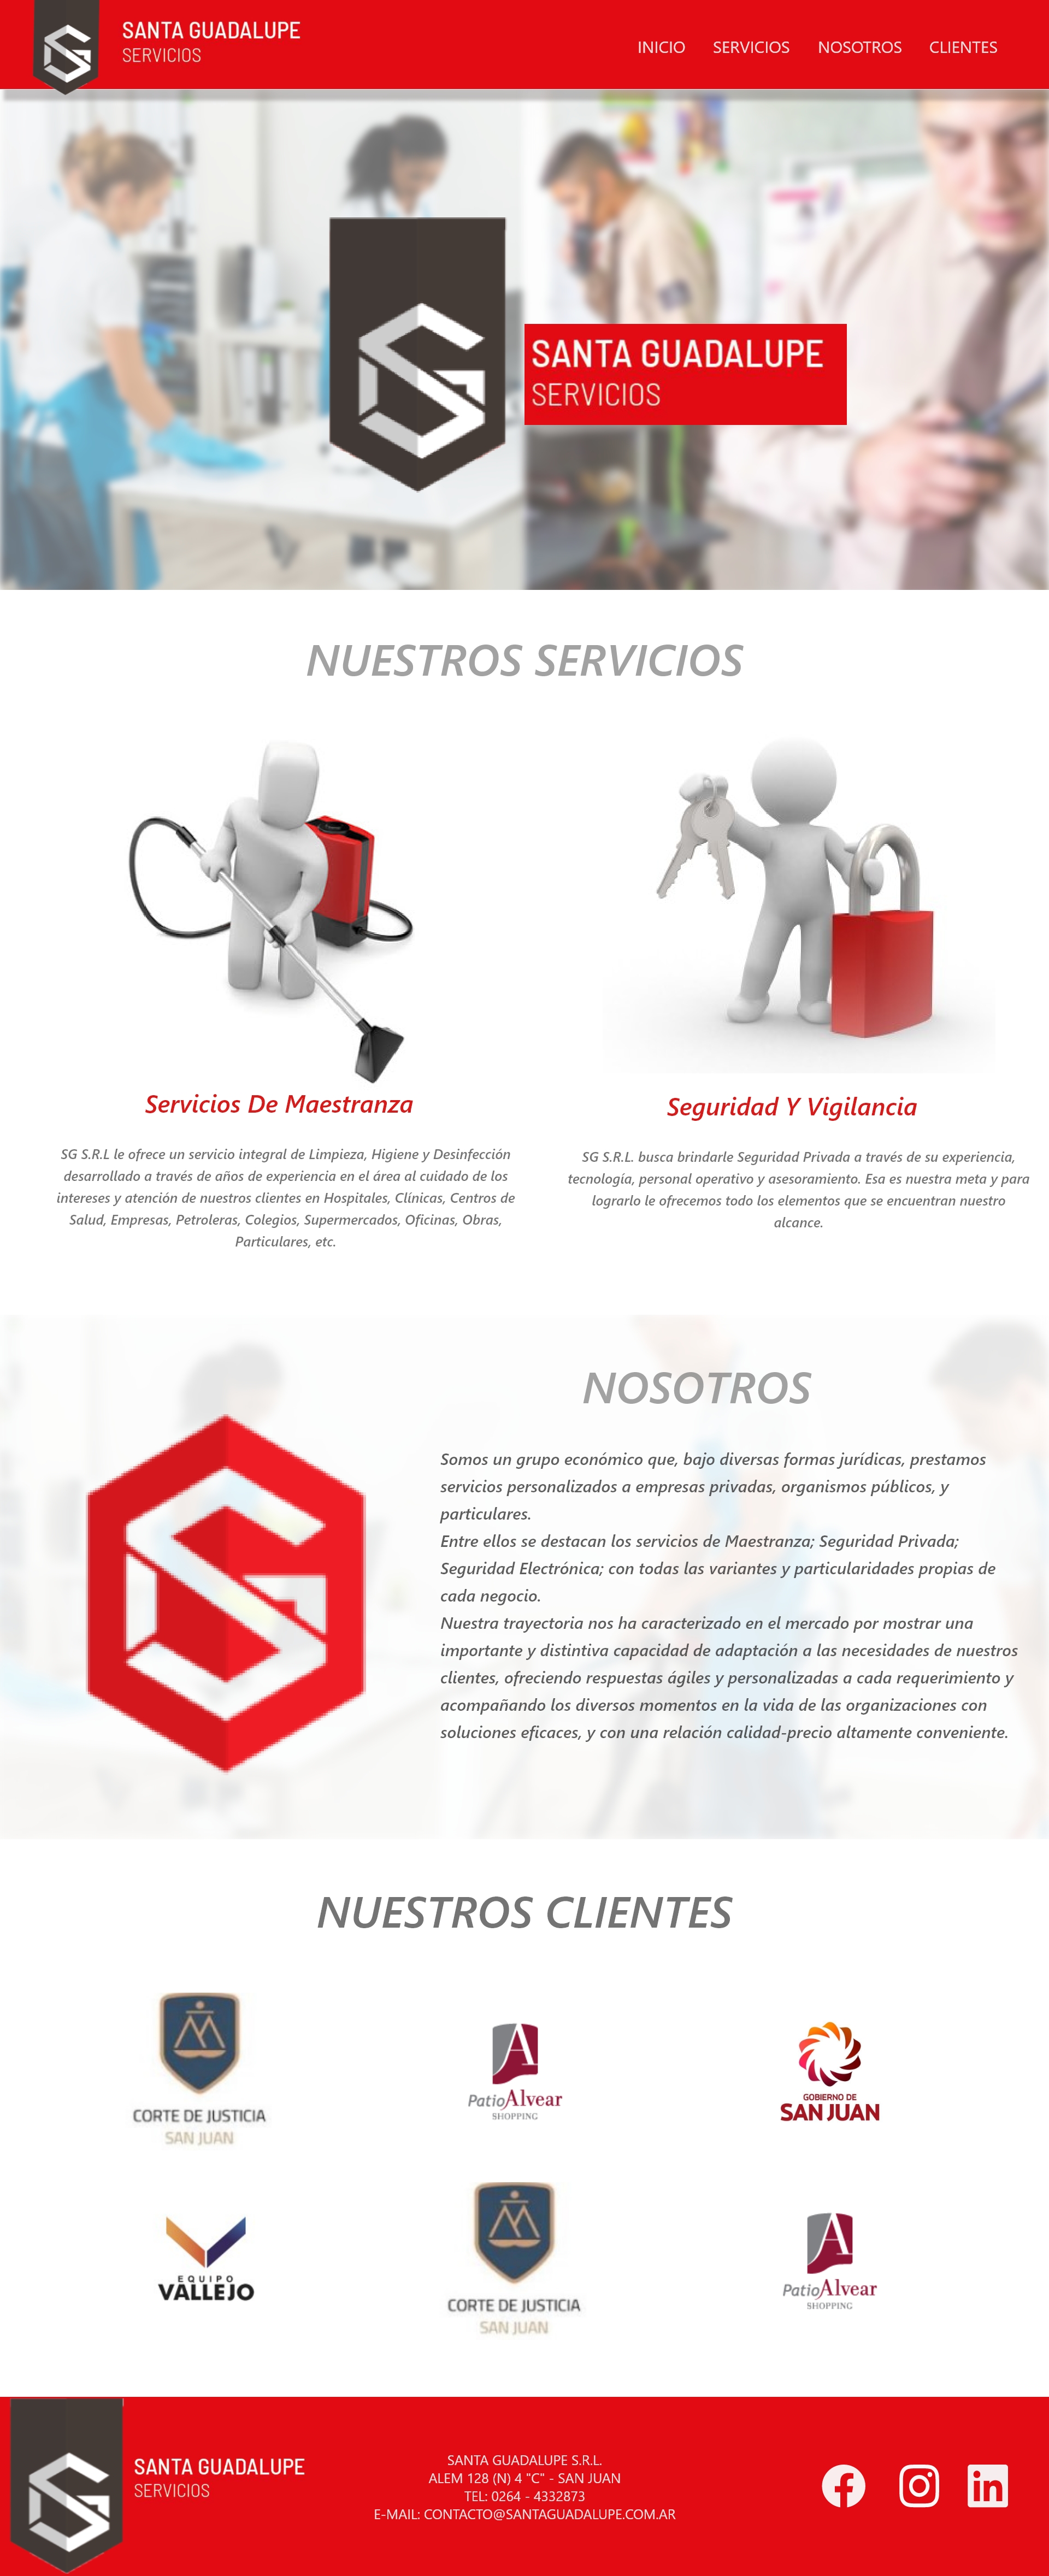 SANTA GUADALUPE
SERVICIOS
INICIO SERVICIOS NOSOTROS CLIENTES
SANTA GUADALUPE
SERVICIOS
NUESTROS SERVICIOS
Servicios De Maestranza
SG S.R.L le ofrece un servicio integral de Limpieza, Higiene y Desinfección
desarrollado a través de años de experiencia en el área al cuidado de los
intereses y atención de nuestros clientes en Hospitales, Clínicas, Centros de
Salud, Empresas, Petroleras, Colegios, Supermercados, Oficinas, Obras,
Particulares, etc.
Seguridad Y Vigilancia
SG S.R.L. busca brindarle Seguridad Privada a través de su experiencia,
tecnología, personal operativo y asesoramiento. Esa es nuestra meta y para
lograrlo le ofrecemos todo los elementos que se encuentran nuestro
alcance.
NOSOTROS
Somos un grupo económico que, bajo diversas formas jurídicas, prestamos
servicios personalizados a empresas privadas, organismos públicos, y
particulares.
Entre ellos se destacan los servicios de Maestranza; Seguridad Privada;
Seguridad Electrónica; con todas las variantes y particularidades propias de
cada negocio.
Nuestra trayectoria nos ha caracterizado en el mercado por mostrar una
importante y distintiva capacidad de adaptación a las necesidades de nuestros
clientes, ofreciendo respuestas ágiles y personalizadas a cada requerimiento y
acompañando los diversos momentos en la vida de las organizaciones con
soluciones eficaces, y con una relación calidad-precio altamente conveniente.
NUESTROS CLIENTES
CORTE DE JUSTICIA
SAN JUAN
A
PatioAlvear
SHOPPING
GOBIERNO DE
SAN JUAN
EQUIPO
VALLEJO
CORTE DE JUSTICIA
SAN JUAN
A
PatioAlvear
SHOPPING
SANTA GUADALUPE
SERVICIOS
SANTA GUADALUPE S.R.L.
ALEM 128 (N) 4 "C" - SAN JUAN
TEL: 0264 - 4332873
E-MAIL: CONTACTO@SANTAGUADALUPE.COM.AR